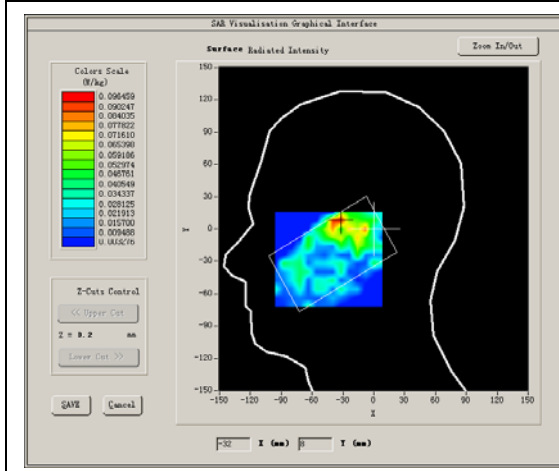 SAR Visualisation Graphical Interface
Surface Radiated Intensity
Zoom In/Out
Colors Scale
(W/kg)
0.096459
0.090247
0.084035
0.077822
0.071610
0.065398
0.059186
0.052974
0.046761
0.040549
0.034337
0.028125
0.021913
0.015700
0.009488
0.003276
Z-Cuts Control
<< Upper Cut
Z = 0.2 mm
Lower Cut >>
SAVE Cancel
150
120
90
60
30
0
-30
-60
-90
-120
-150
Y
-150 -120 -90 -60 -30 0 30 60 90 120 150
X
-32 X (mm) 8 Y (mm)